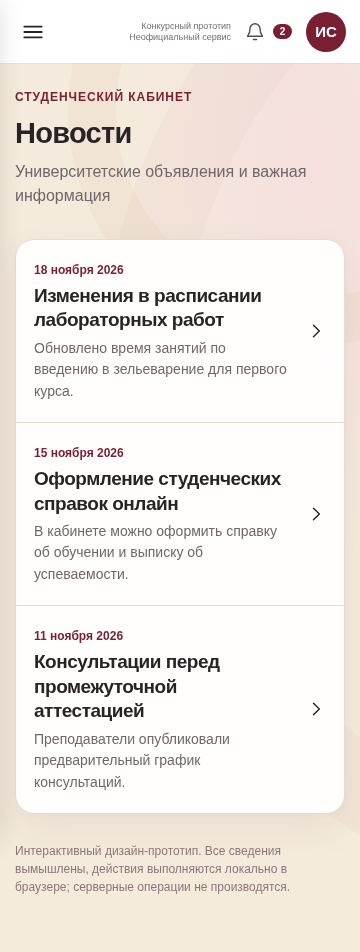 Конкурсный прототип
Неофициальный сервис
2
ИС
СТУДЕНЧЕСКИЙ КАБИНЕТ
Новости
Университетские объявления и важная
информация
18 ноября 2026
Изменения в расписании
лабораторных работ
Обновлено время занятий по
введению в зельеварение для первого
курса.
15 ноября 2026
Оформление студенческих
справок онлайн
В кабинете можно оформить справку
об обучении и выписку об
успеваемости.
11 ноября 2026
Консультации перед
промежуточной
аттестацией
Преподаватели опубликовали
предварительный график
консультаций.
Интерактивный дизайн-прототип. Все сведения
вымышлены, действия выполняются локально в
браузере; серверные операции не производятся.